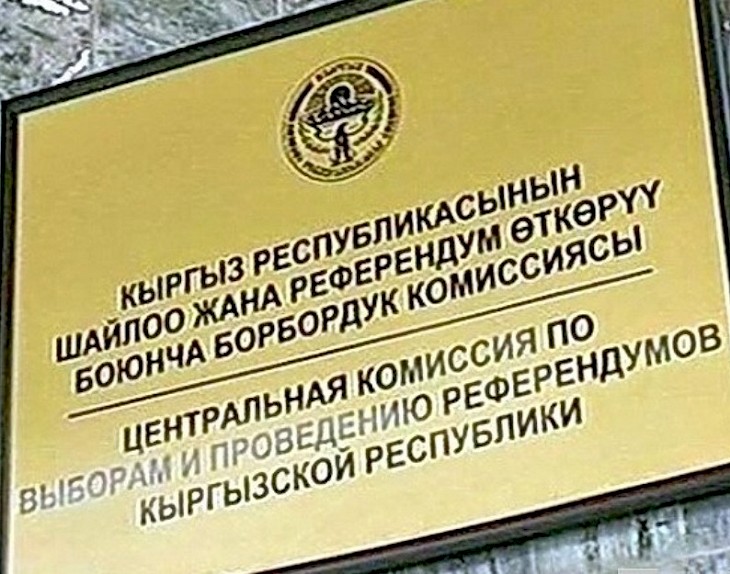 КЫРГЫЗ РЕСПУБЛИКАСЫНЫН
ШАЙЛОО ЖАНА РЕФЕРЕНДУМ ӨТКӨРҮҮ
БОЮНЧА БОРБОРДУК КОМИССИЯСЫ
ЦЕНТРАЛЬНАЯ КОМИССИЯ ПО
ВЫБОРАМ И ПРОВЕДЕНИЮ РЕФЕРЕНДУМОВ
КЫРГЫЗСКОЙ РЕСПУБЛИКИ